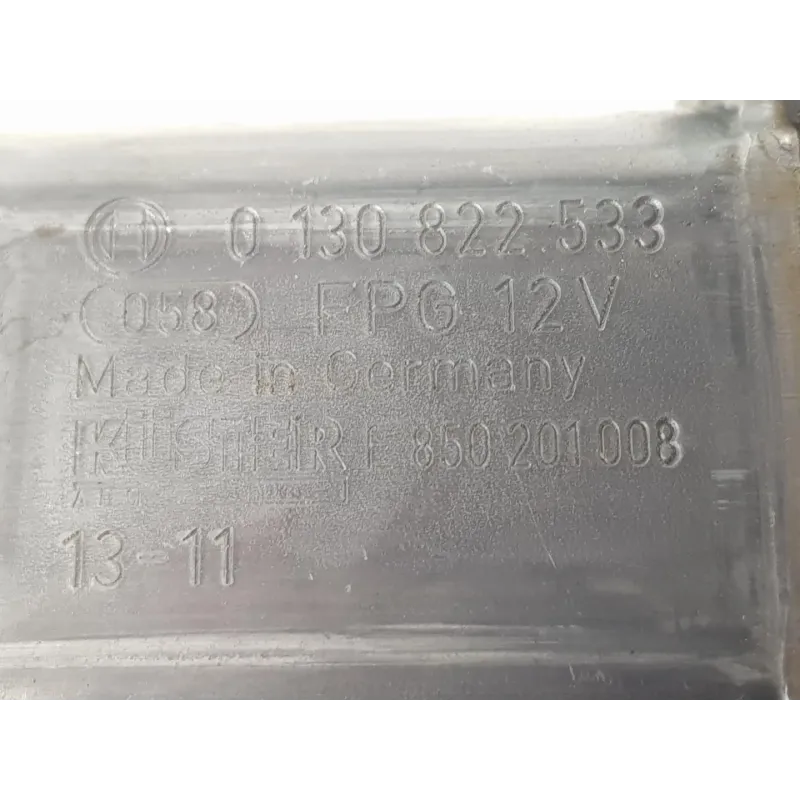 0 130 822 533
(058) FPG 12V
Made in Germany
KÜSTER F 850 201 008
13-11